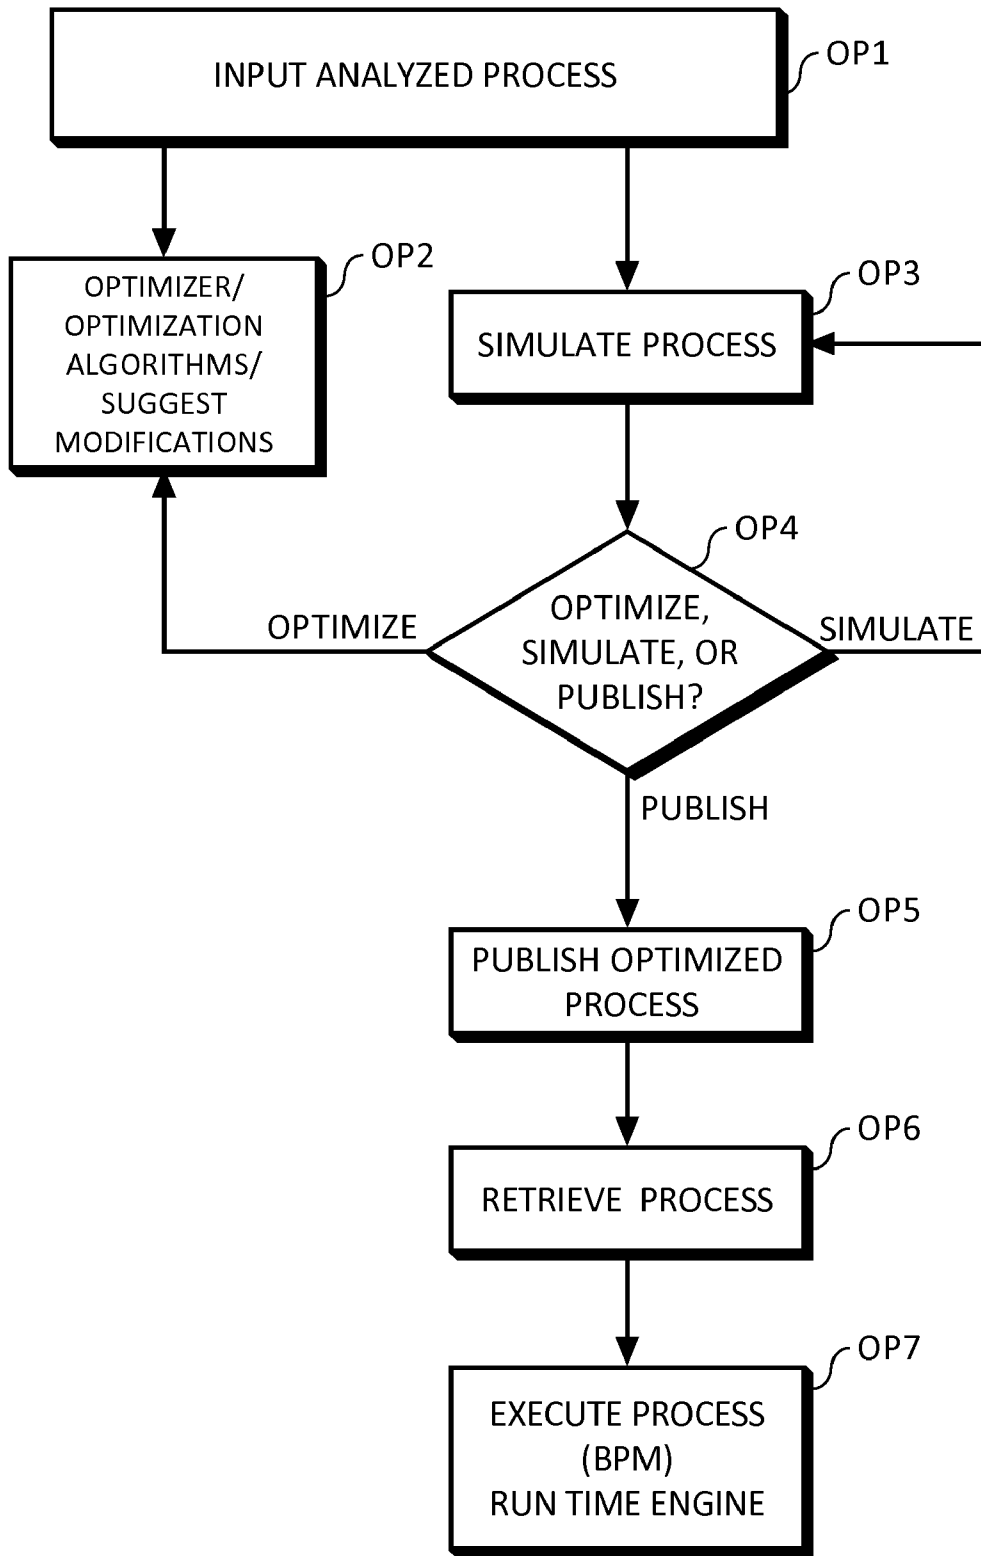 INPUT ANALYZED PROCESS
OP1
OP2
OPTIMIZER/
OPTIMIZATION
ALGORITHMS/
SUGGEST
MODIFICATIONS
OP3
SIMULATE PROCESS
OP4
OPTIMIZE,
SIMULATE, OR
PUBLISH?
OPTIMIZE
SIMULATE
PUBLISH
OP5
PUBLISH OPTIMIZED
PROCESS
OP6
RETRIEVE PROCESS
OP7
EXECUTE PROCESS
(BPM)
RUN TIME ENGINE